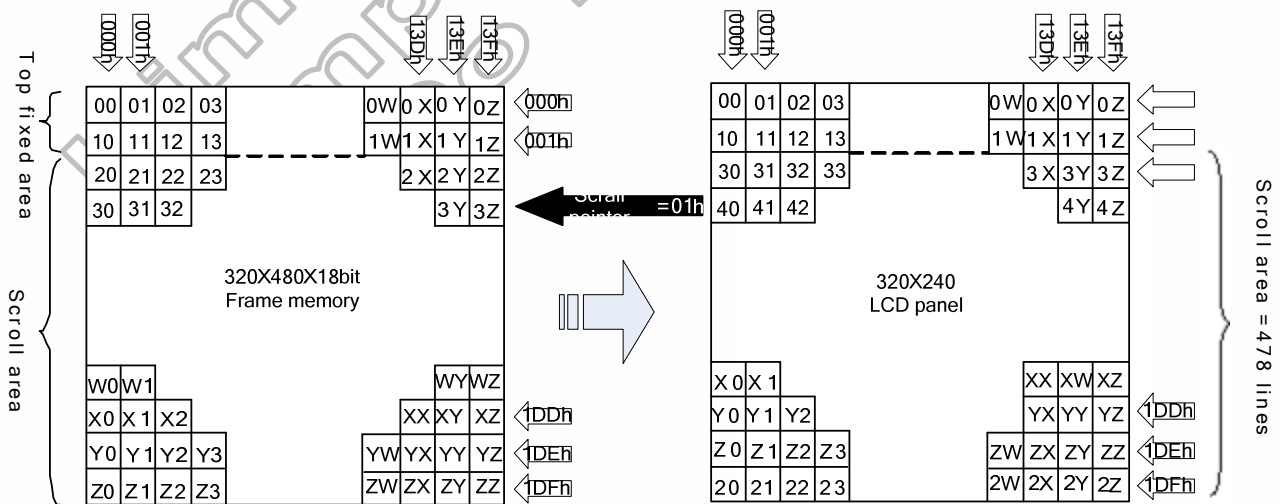 000h 001h 13Dh 13Eh 13Fh
000h 001h 13Dh 13Eh 13Fh
Top fixed area
Scroll area
00 01 02 03 0W 0X 0Y 0Z 000h
10 11 12 13 1W 1X 1Y 1Z 001h
20 21 22 23 2X 2Y 2Z
30 31 32 3Y 3Z
320X480X18bit
Frame memory
W0 W1 WY WZ
X0 X1 X2 XX XY XZ 1DDh
Y0 Y1 Y2 Y3 YW YX YY YZ 1DEh
Z0 Z1 Z2 Z3 ZW ZX ZY ZZ 1DFh
Scroll
pointer =01h
00 01 02 03 0W 0X 0Y 0Z
10 11 12 13 1W 1X 1Y 1Z
30 31 32 33 3X 3Y 3Z
40 41 42 4Y 4Z
320X240
LCD panel
X0 X1 XX XW XZ
Y0 Y1 Y2 YX YY YZ 1DDh
Z0 Z1 Z2 Z3 ZW ZX ZY ZZ 1DEh
20 21 22 23 2W 2X 2Y 2Z 1DFh
Scroll area = 478 lines